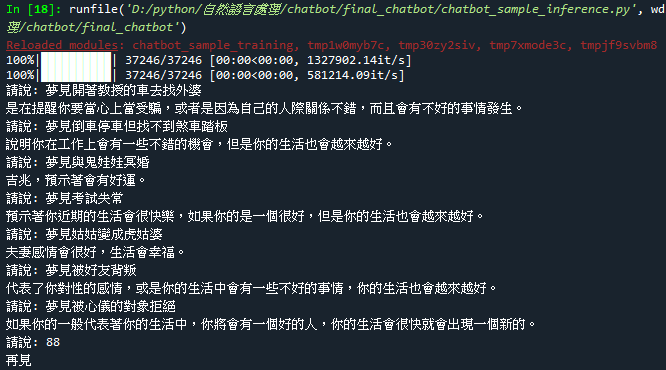 In [18]: runfile('D:/python/自然語言處理/chatbot/final_chatbot/chatbot_sample_inference.py', wd
理/chatbot/final_chatbot')
Reloaded modules: chatbot_sample_training, tmp1w0myb7c, tmp30zy2siv, tmp7xmode3c, tmpjf9svbm8
100%|██████████| 37246/37246 [00:00<00:00, 1327902.14it/s]
100%|██████████| 37246/37246 [00:00<00:00, 581214.09it/s]
請說: 夢見開著教授的車去找外婆
是在提醒你要當心上當受騙，或者是因為自己的人際關係不錯，而且會有不好的事情發生。
請說: 夢見倒車停車但找不到煞車踏板
說明你在工作上會有一些不錯的機會，但是你的生活也會越來越好。
請說: 夢見與鬼娃娃冥婚
吉兆，預示著會有好運。
請說: 夢見考試失常
預示著你近期的生活會很快樂，如果你的是一個很好，但是你的生活也會越來越好。
請說: 夢見姑姑變成虎姑婆
夫妻感情會很好，生活會幸福。
請說: 夢見被好友背叛
代表了你對性的感情，或是你的生活中會有一些不好的事情，你的生活也會越來越好。
請說: 夢見被心儀的對象拒絕
如果你的一般代表著你的生活中，你將會有一個好的人，你的生活會很快就會出現一個新的。
請說: 88
再見